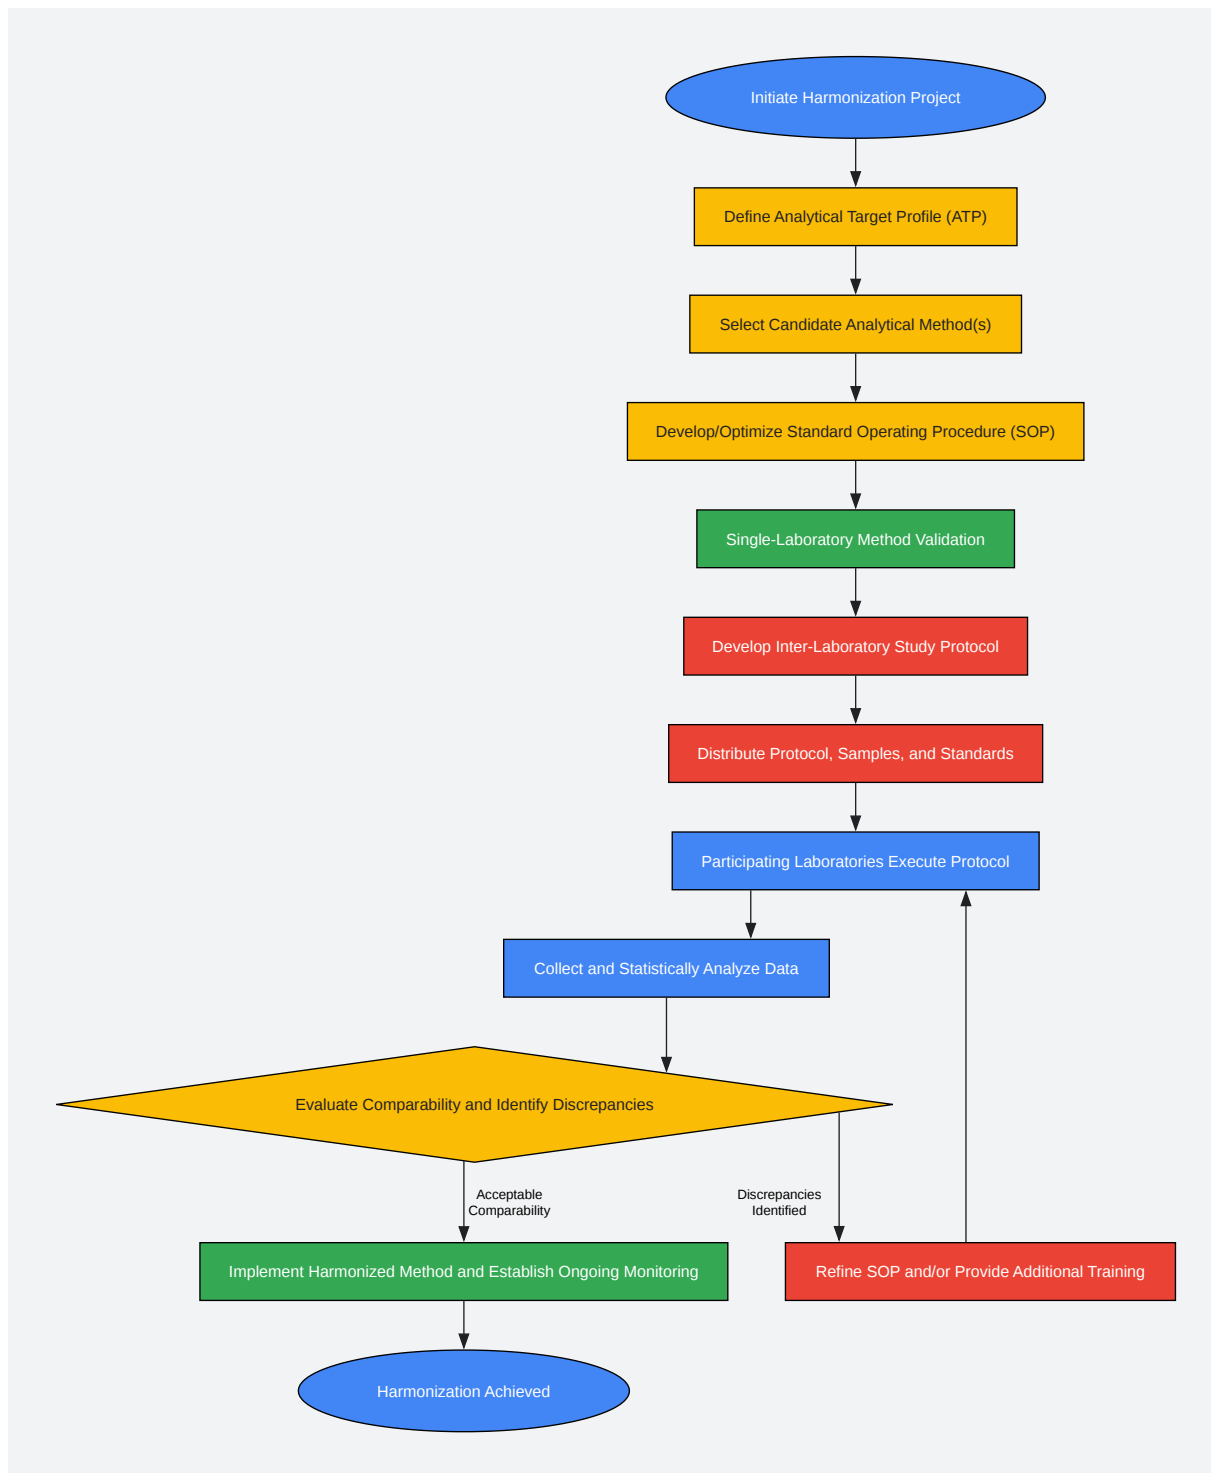 Initiate Harmonization Project
Define Analytical Target Profile (ATP)
Select Candidate Analytical Method(s)
Develop/Optimize Standard Operating Procedure (SOP)
Single-Laboratory Method Validation
Develop Inter-Laboratory Study Protocol
Distribute Protocol, Samples, and Standards
Participating Laboratories Execute Protocol
Collect and Statistically Analyze Data
Evaluate Comparability and Identify Discrepancies
Acceptable
Comparability
Discrepancies
Identified
Implement Harmonized Method and Establish Ongoing Monitoring
Refine SOP and/or Provide Additional Training
Harmonization Achieved